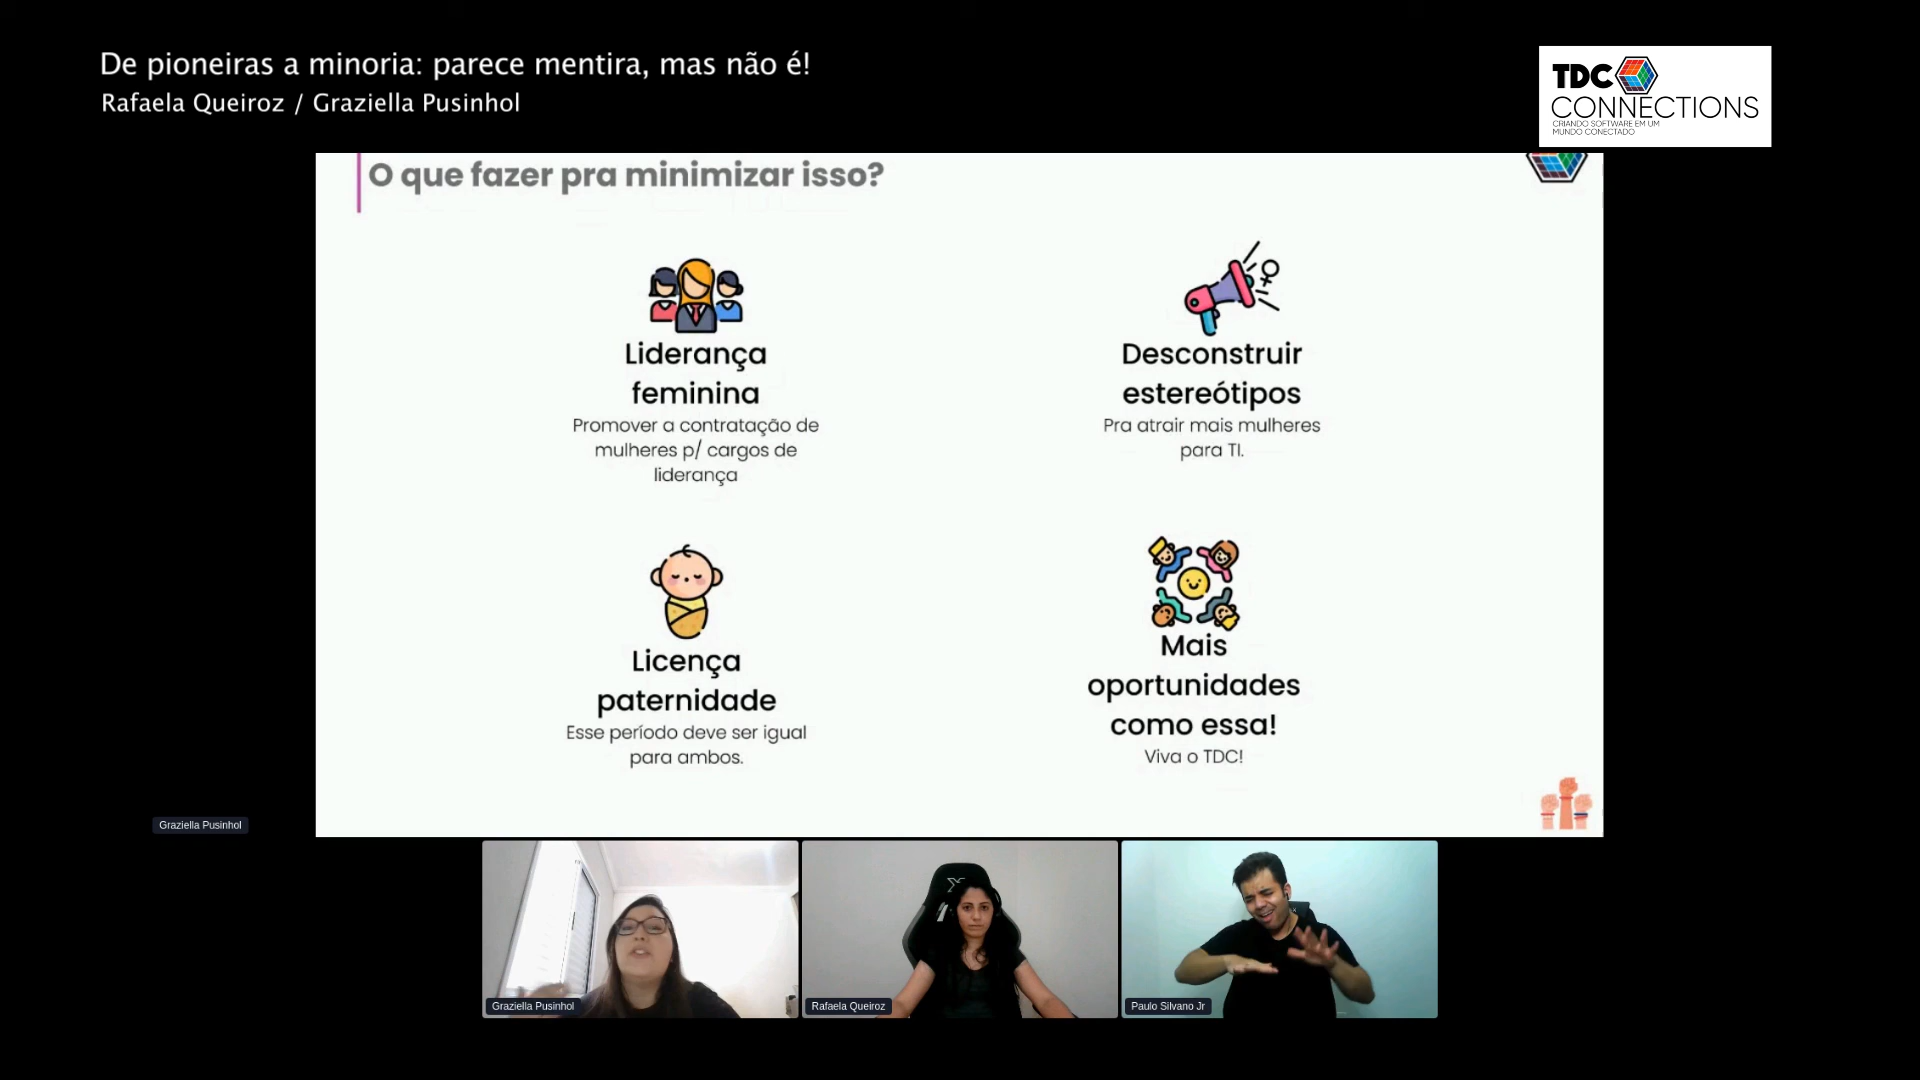 De pioneiras a minoria: parece mentira, mas não é!
Rafaela Queiroz / Graziella Pusinhol
TDC
CONNECTIONS
CRIANDO SOFTWARE EM UM
MUNDO CONECTADO
O que fazer pra minimizar isso?
Liderança
feminina
Promover a contratação de
mulheres p/ cargos de
liderança
Desconstruir
estereótipos
Pra atrair mais mulheres
para TI.
Licença
paternidade
Esse período deve ser igual
para ambos.
Mais
oportunidades
como essa!
Viva o TDC!
Graziella Pusinhol
Graziella Pusinhol
Rafaela Queiroz
Paulo Silvano Jr